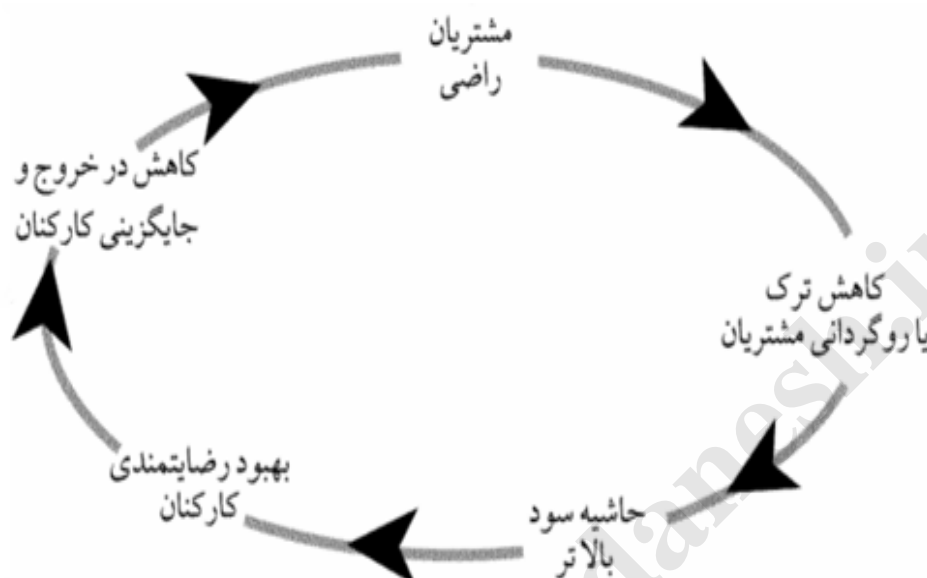 مشتریان
راضی
کاهش ترک
یا روگردانی مشتریان
حاشیه سود
بالاتر
بهبود رضایتمندی
کارکنان
کاهش در خروج و
جایگزینی کارکنان